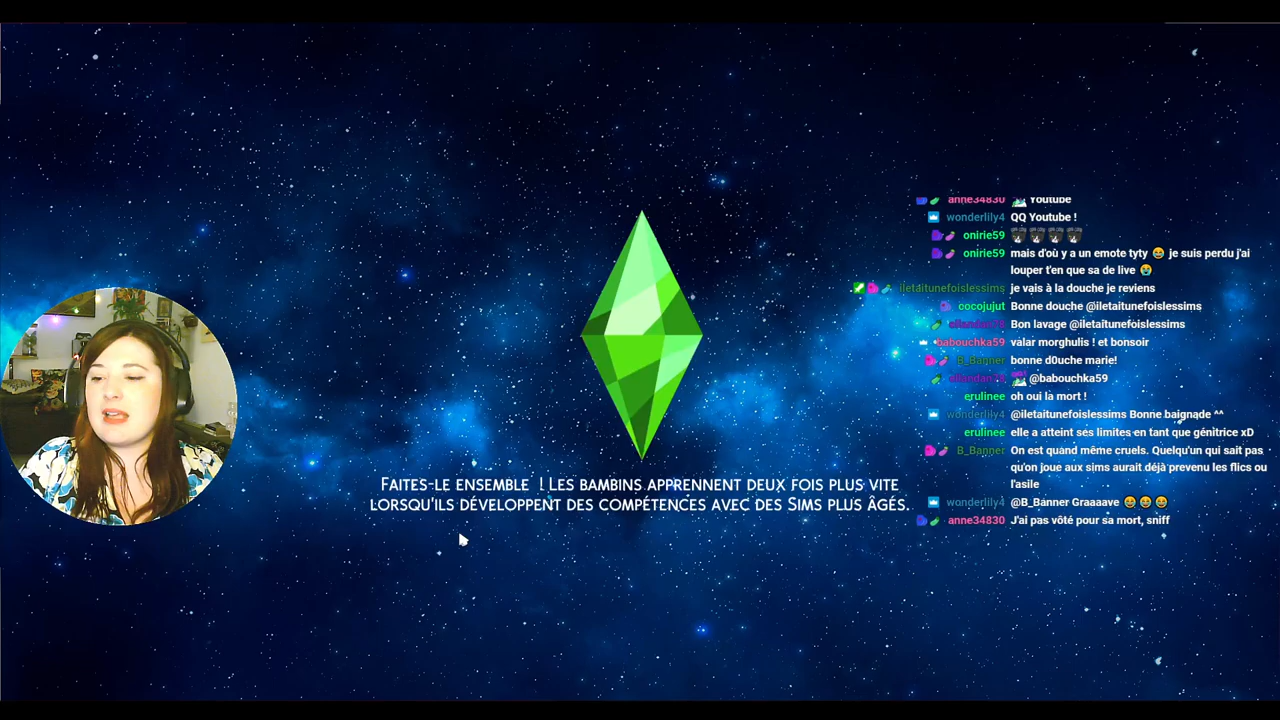 anne34830 Youtube
wonderlily4 QQ Youtube !
onirie59
onirie59 mais d'où y a un emote tyty 😂 je suis perdu j'ai
louper t'en que sa de live 😭
iletaitunefoislessims je vais à la douche je reviens
cocojujut Bonne douche @iletaitunefoislessims
Bon lavage @iletaitunefoislessims
babouchka59 valar morghulis ! et bonsoir
B_Banner bonne d0uche marie!
@babouchka59
erulinee oh oui la mort !
wonderlily4 @iletaitunefoislessims Bonne baignade ^^
erulinee elle a atteint ses limites en tant que génitrice xD
B_Banner On est quand même cruels. Quelqu'un qui sait pas
qu'on joue aux sims aurait déjà prevenu les flics ou
l'asile
wonderlily4 @B_Banner Graaaave 😂 😂 😂
anne34830 J'ai pas vôté pour sa mort, sniff
Faites-le ensemble ! Les bambins apprennent deux fois plus vite
lorsqu'ils développent des compétences avec des Sims plus âgés.